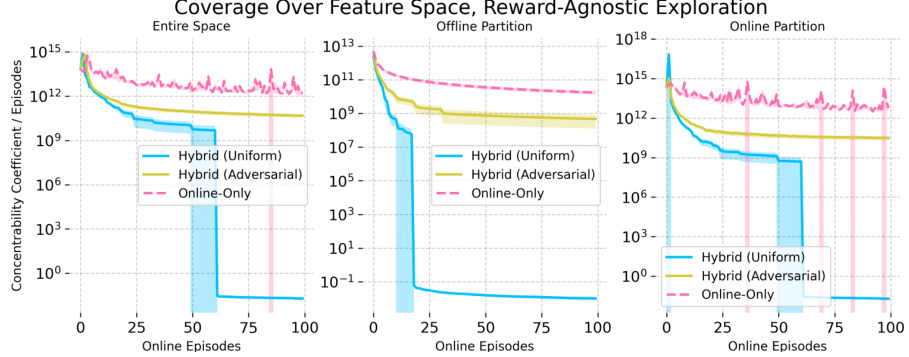 Coverage Over Feature Space, Reward-Agnostic Exploration
Entire Space
Concentrability Coefficient / Episodes
10^15
10^12
10^9
10^6
10^3
10^0
Hybrid (Uniform)
Hybrid (Adversarial)
Online-Only
0 25 50 75 100
Online Episodes
Offline Partition
10^13
10^11
10^9
10^7
10^5
10^3
10^1
10^−1
Hybrid (Uniform)
Hybrid (Adversarial)
Online-Only
0 25 50 75 100
Online Episodes
Online Partition
10^18
10^15
10^12
10^9
10^6
10^3
10^0
Hybrid (Uniform)
Hybrid (Adversarial)
Online-Only
0 25 50 75 100
Online Episodes